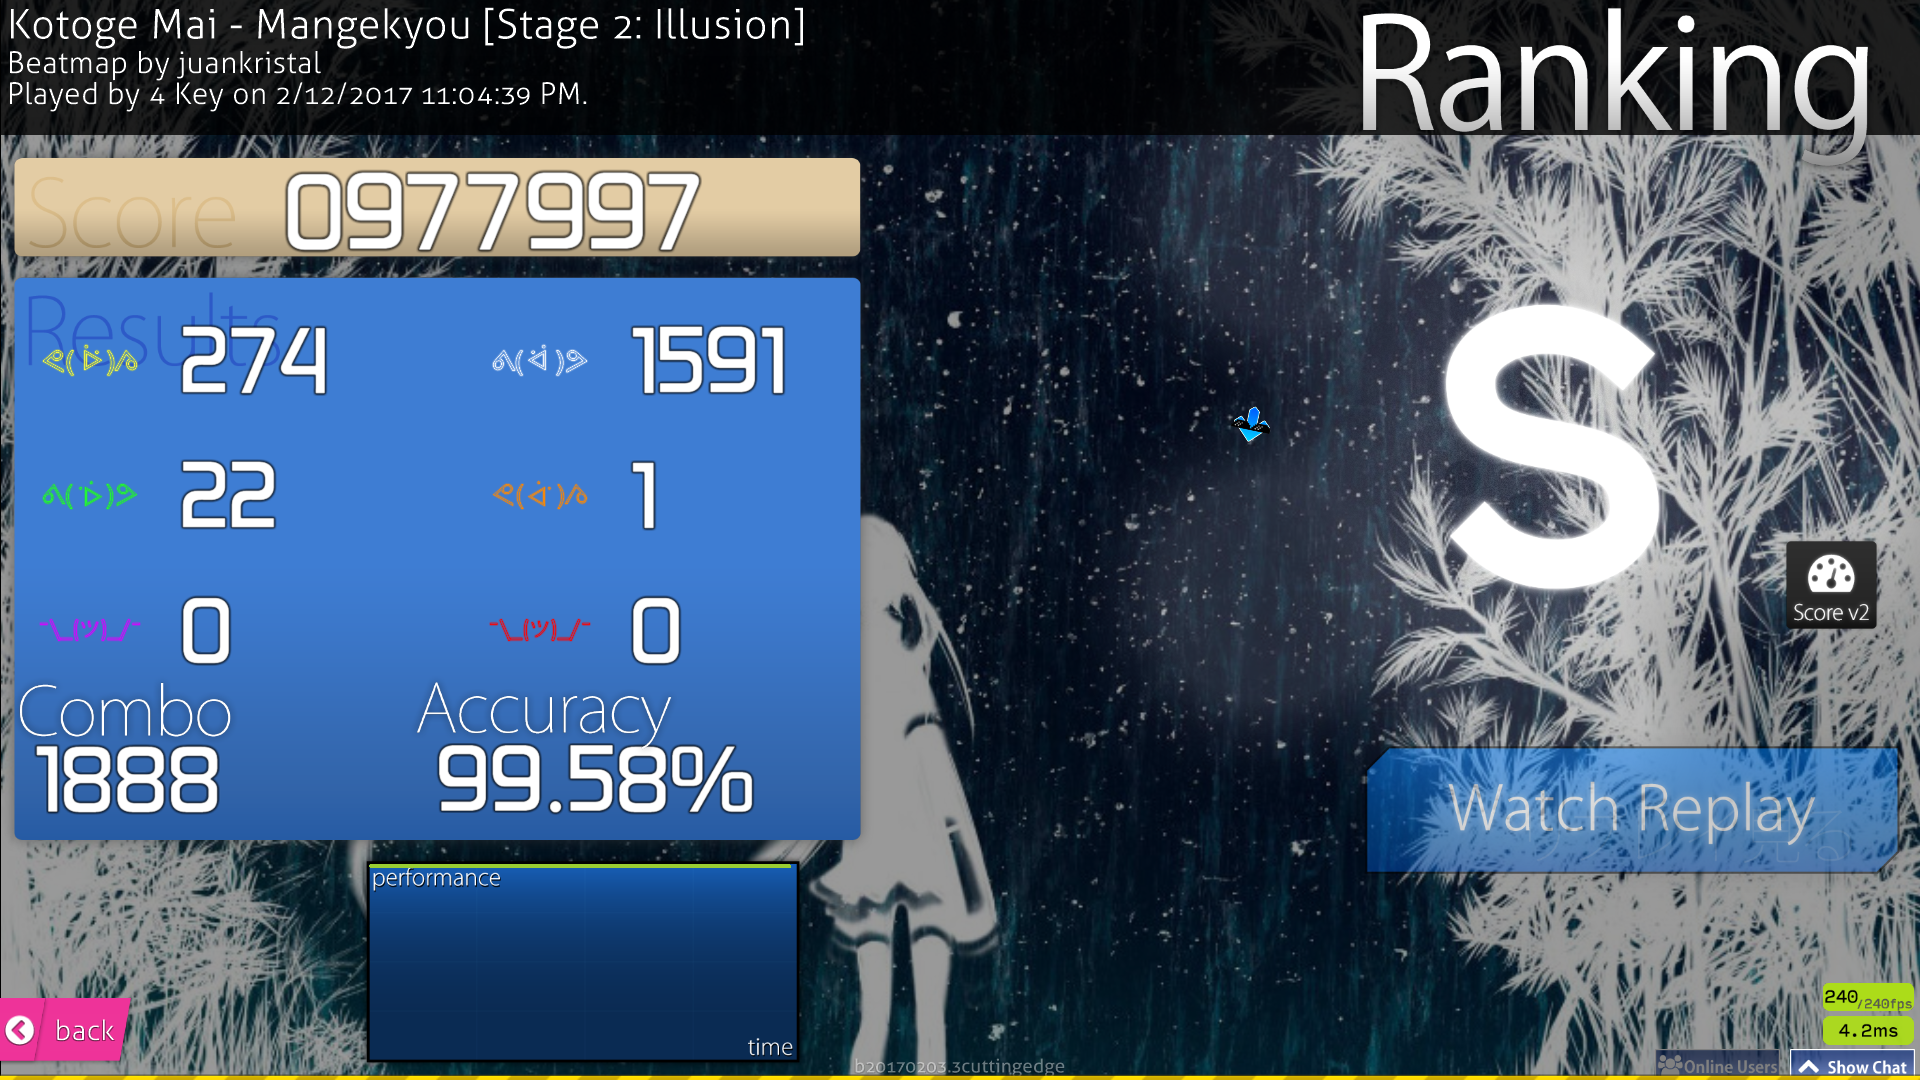 Kotoge Mai - Mangekyou [Stage 2: Illusion]
Beatmap by juankristal
Played by 4 Key on 2/12/2017 11:04:39 PM.
Ranking
Score 0977997
Results
274 1591
22 1
¯\_(ツ)_/¯ 0 ¯\_(ツ)_/¯ 0
Combo Accuracy
1888 99.58%
S
Score v2
Watch Replay
performance
time
back
b20170203.3cuttingedge
240/240fps
4.2ms
Online Users
Show Chat